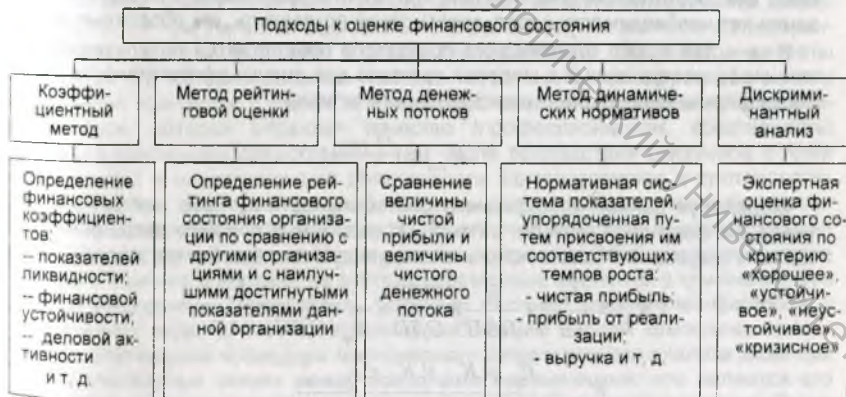 Подходы к оценке финансового состояния
Коэффи-
циентный
метод
Метод рейтин-
говой оценки
Метод денеж-
ных потоков
Метод динамиче-
ских нормативов
Дискрими-
нантный
анализ
Определение
финансовых
коэффициен-
тов:
– показателей
ликвидности;
– финансовой
устойчивости;
– деловой ак-
тивности
и т. д.
Определение рей-
тинга финансового
состояния организа-
ции по сравнению с
другими организа-
циями и с наилуч-
шими достигнутыми
показателями дан-
ной организации
Сравнение
величины
чистой
прибыли и
величины
чистого
денежного
потока
Нормативная сис-
тема показателей,
упорядоченная пу-
тем присвоения им
соответствующих
темпов роста:
- чистая прибыль;
- прибыль от реали-
зации;
- выручка и т. д.
Экспертная
оценка фи-
нансового со-
стояния по
критерию
«хорошее»,
«устойчи-
вое», «неус-
тойчивое»,
«кризисное»